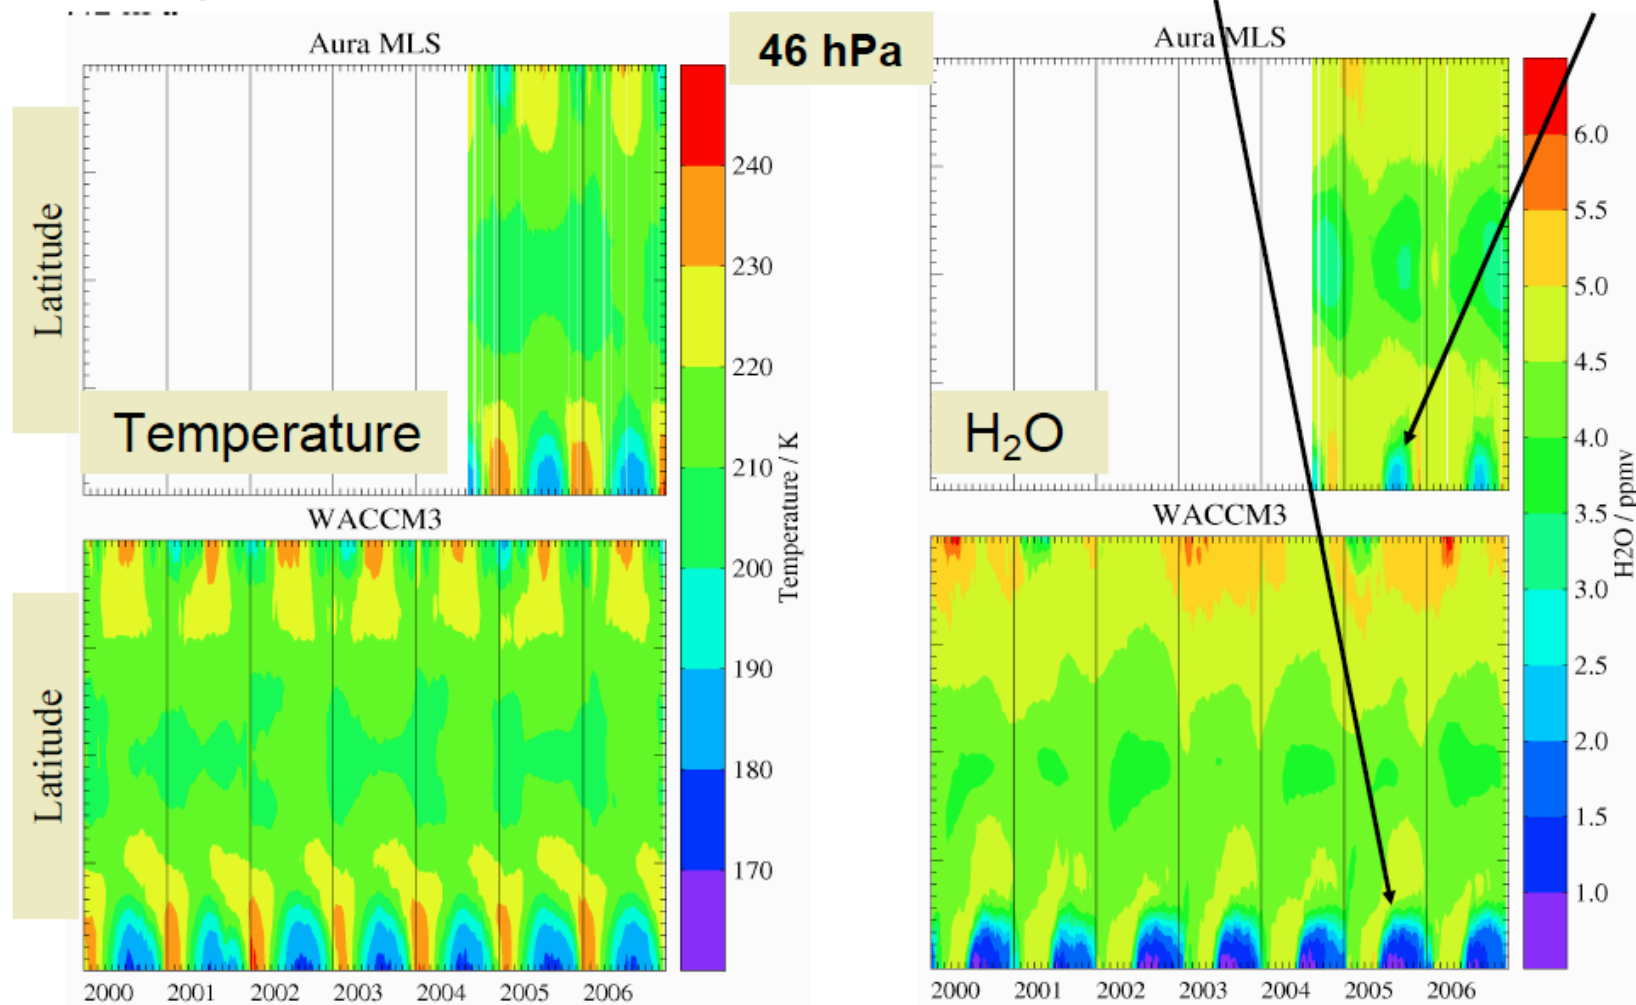 46 hPa
Aura MLS
Latitude
Temperature
240
230
220
210
200
190
180
170
Temperature / K
WACCM3
Latitude
2000 2001 2002 2003 2004 2005 2006
Aura MLS
H2O
6.0
5.5
5.0
4.5
4.0
3.5
3.0
2.5
2.0
1.5
1.0
H2O / ppmv
WACCM3
2000 2001 2002 2003 2004 2005 2006